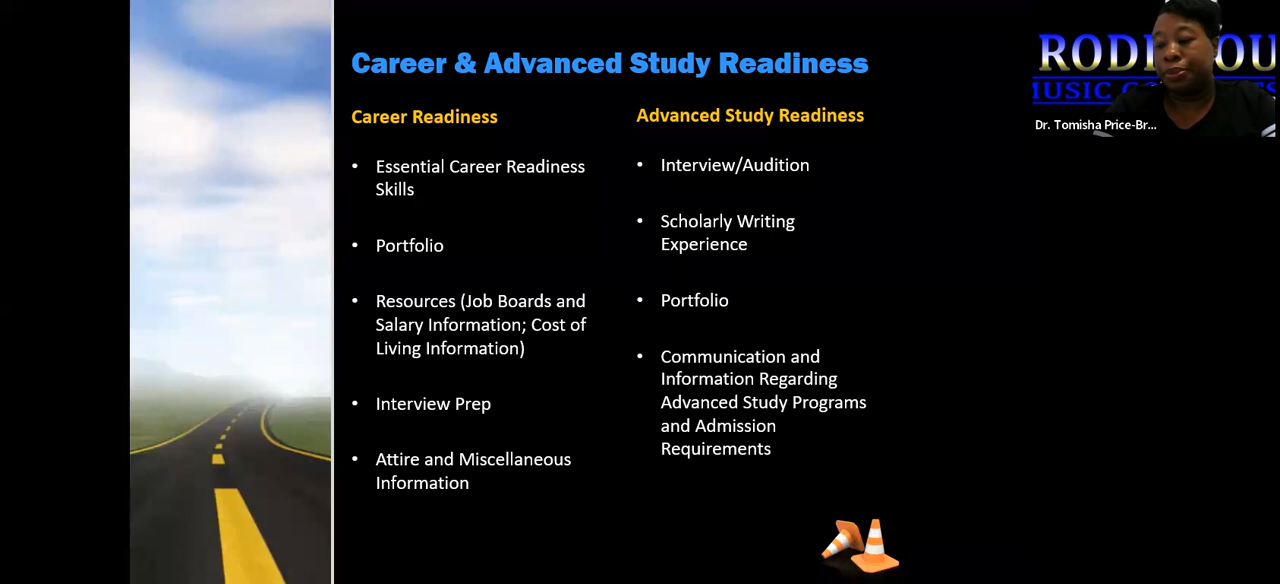 Career & Advanced Study Readiness
Career Readiness
• Essential Career Readiness
Skills
• Portfolio
• Resources (Job Boards and
Salary Information; Cost of
Living Information)
• Interview Prep
• Attire and Miscellaneous
Information
Advanced Study Readiness
• Interview/Audition
• Scholarly Writing
Experience
• Portfolio
• Communication and
Information Regarding
Advanced Study Programs
and Admission
Requirements
Dr. Tomisha Price-Br...